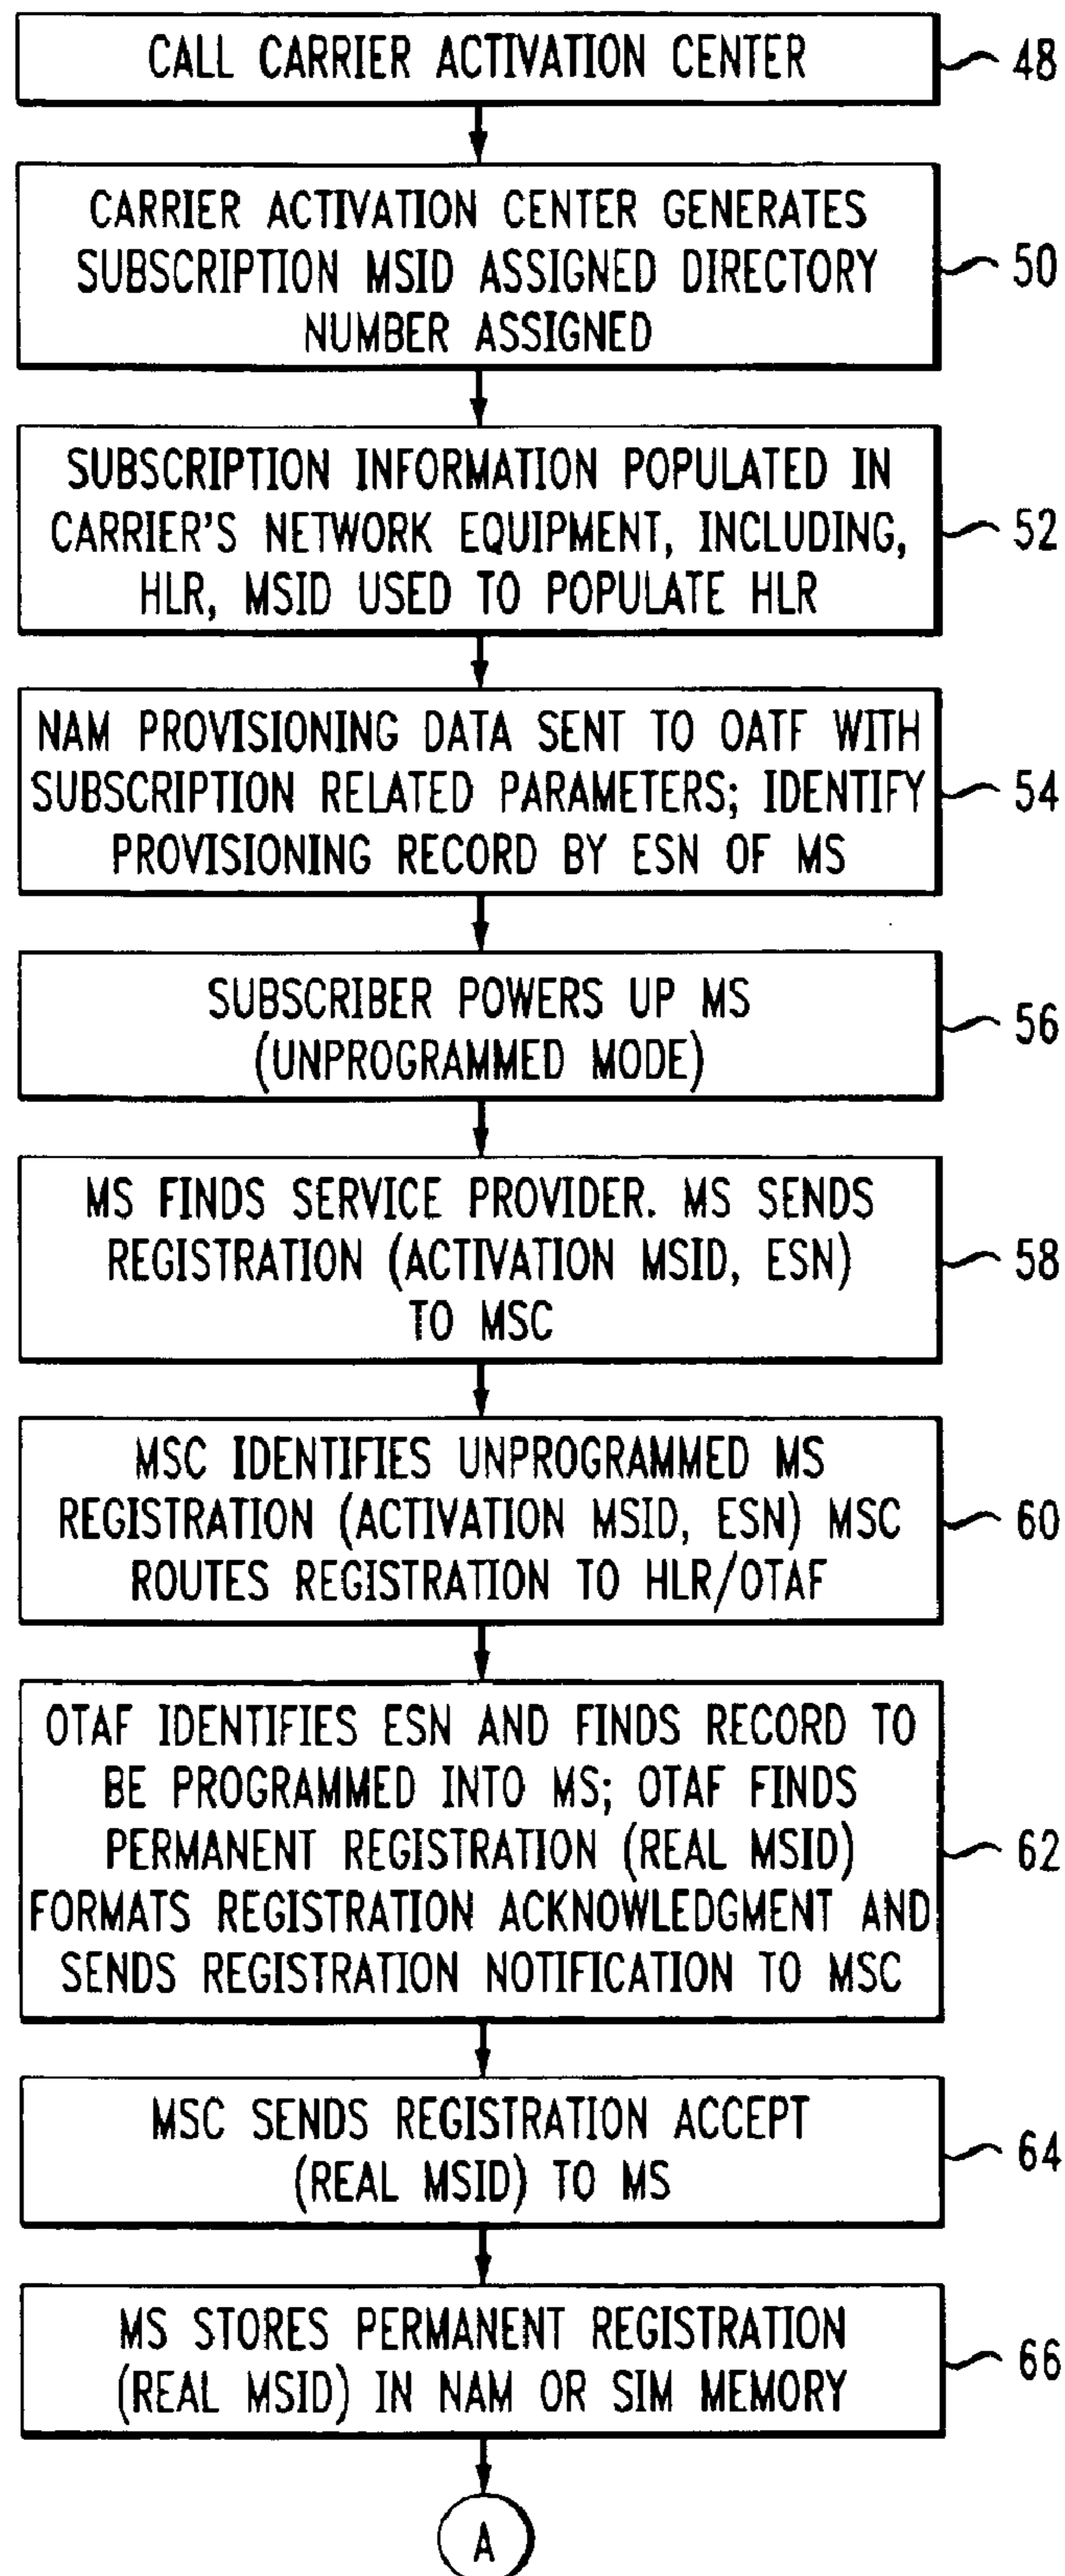 CALL CARRIER ACTIVATION CENTER
48
CARRIER ACTIVATION CENTER GENERATES
SUBSCRIPTION MSID ASSIGNED DIRECTORY
NUMBER ASSIGNED
50
SUBSCRIPTION INFORMATION POPULATED IN
CARRIER'S NETWORK EQUIPMENT, INCLUDING,
HLR, MSID USED TO POPULATE HLR
52
NAM PROVISIONING DATA SENT TO OATF WITH
SUBSCRIPTION RELATED PARAMETERS; IDENTIFY
PROVISIONING RECORD BY ESN OF MS
54
SUBSCRIBER POWERS UP MS
(UNPROGRAMMED MODE)
56
MS FINDS SERVICE PROVIDER. MS SENDS
REGISTRATION (ACTIVATION MSID, ESN)
TO MSC
58
MSC IDENTIFIES UNPROGRAMMED MS
REGISTRATION (ACTIVATION MSID, ESN) MSC
ROUTES REGISTRATION TO HLR/OTAF
60
OTAF IDENTIFIES ESN AND FINDS RECORD TO
BE PROGRAMMED INTO MS; OTAF FINDS
PERMANENT REGISTRATION (REAL MSID)
FORMATS REGISTRATION ACKNOWLEDGMENT AND
SENDS REGISTRATION NOTIFICATION TO MSC
62
MSC SENDS REGISTRATION ACCEPT
(REAL MSID) TO MS
64
MS STORES PERMANENT REGISTRATION
(REAL MSID) IN NAM OR SIM MEMORY
66
A